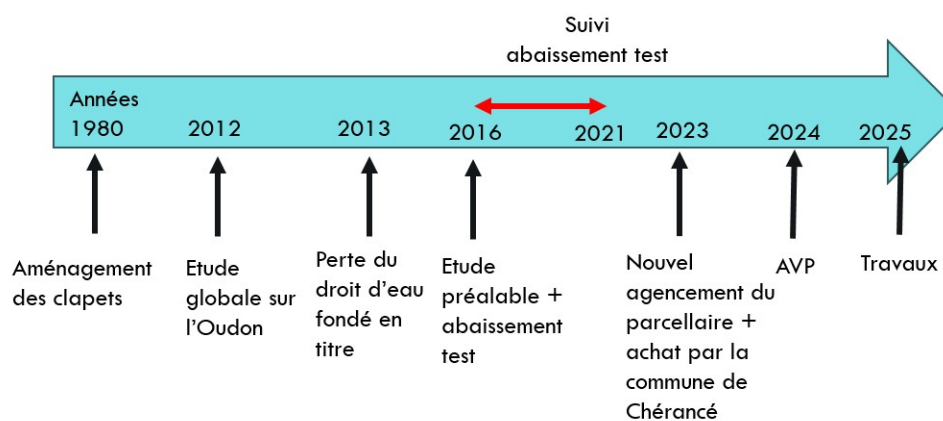 Suivi
abaissement test
Années
1980
2012
2013
2016
2021
2023
2024
2025
Aménagement
des clapets
Etude
globale sur
l'Oudon
Perte du
droit d'eau
fondé en
titre
Etude
préalable +
abaissement
test
Nouvel
agencement du
parcellaire +
achat par la
commune de
Chérancé
AVP
Travaux